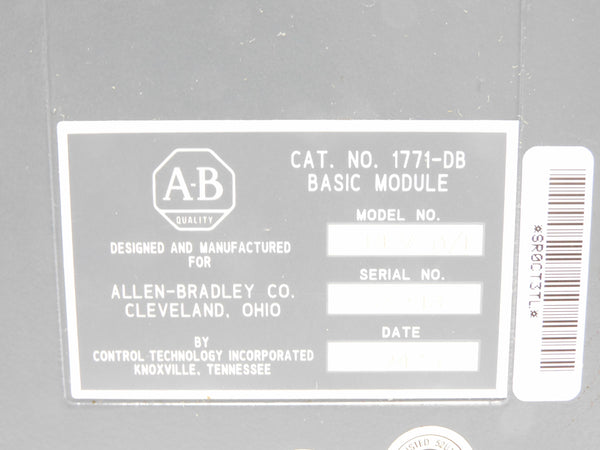 A-B
QUALITY
DESIGNED AND MANUFACTURED
FOR
ALLEN-BRADLEY CO.
CLEVELAND, OHIO
BY
CONTROL TECHNOLOGY INCORPORATED
KNOXVILLE, TENNESSEE
CAT. NO. 1771-DB
BASIC MODULE
MODEL NO.
SERIAL NO.
DATE
*SR0CT3TL*